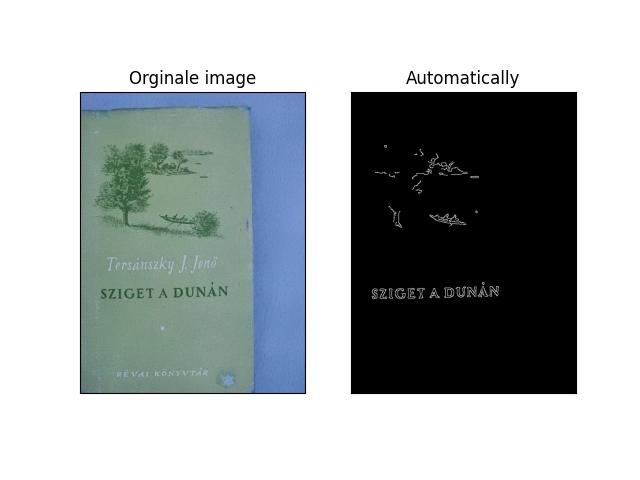 Orginale image
Automatically
Tersánszky J. Jenő
SZIGET A DUNÁN
RÉVAI KÖNYVTÁR
SZIGET A DUNÁN